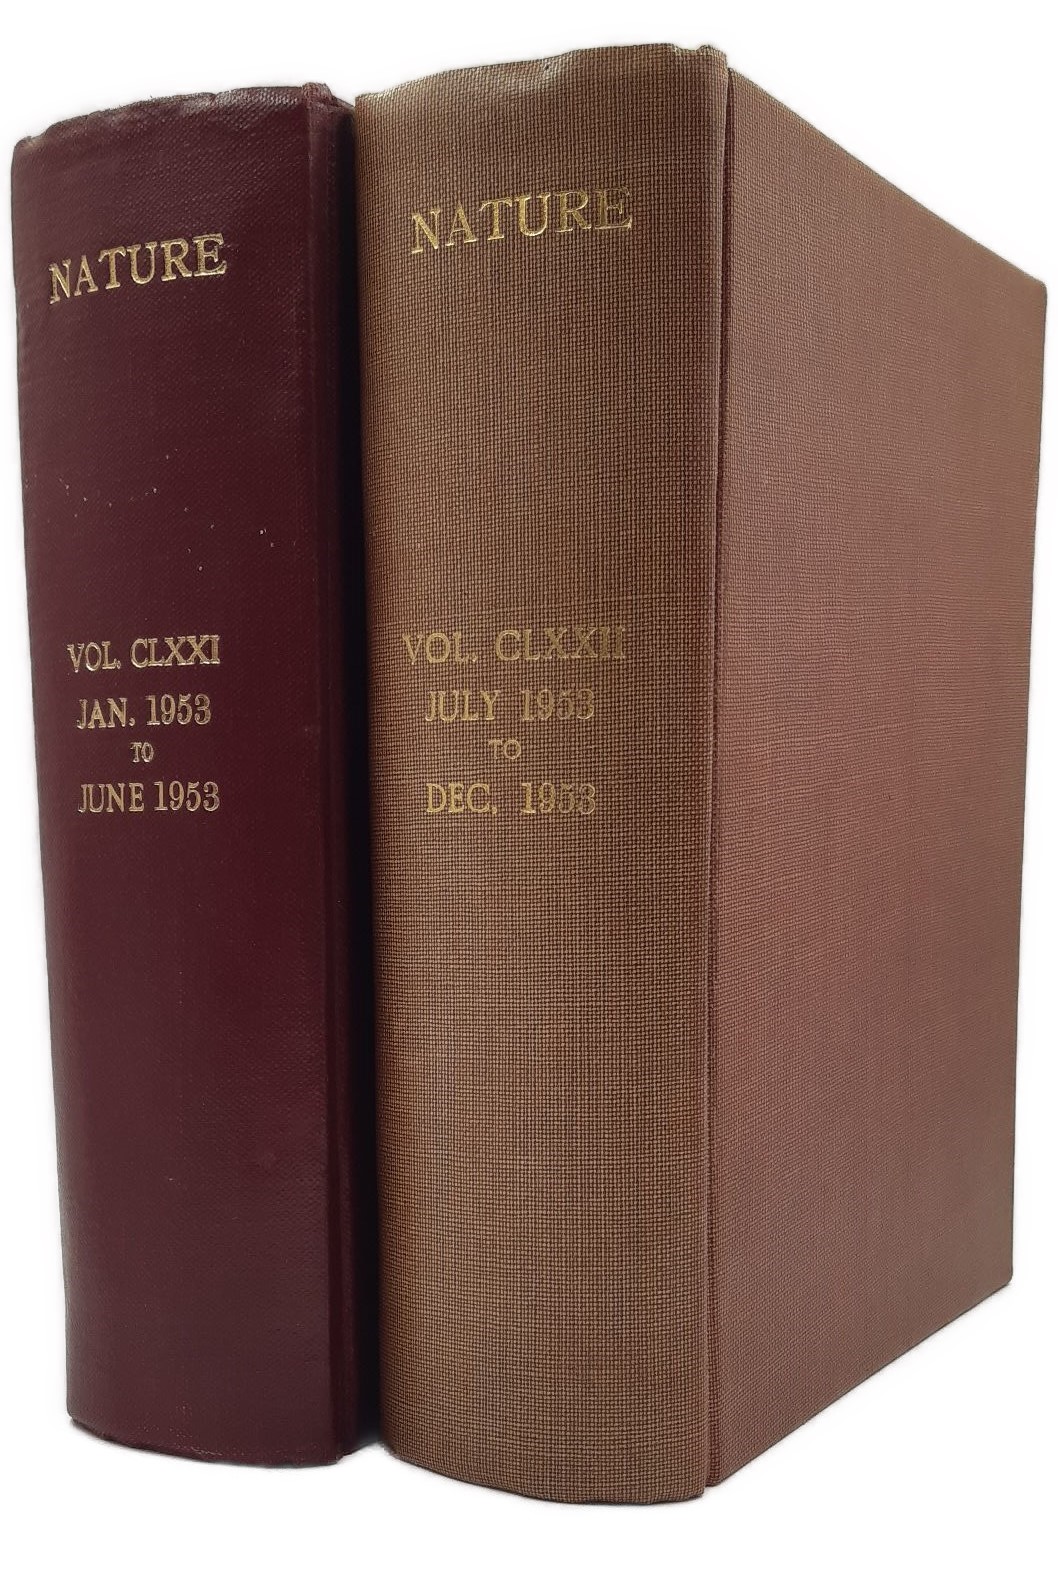 NATURE
VOL. CLXXI
JAN. 1953
TO
JUNE 1953
NATURE
VOL. CLXXII
JULY 1953
TO
DEC. 1953